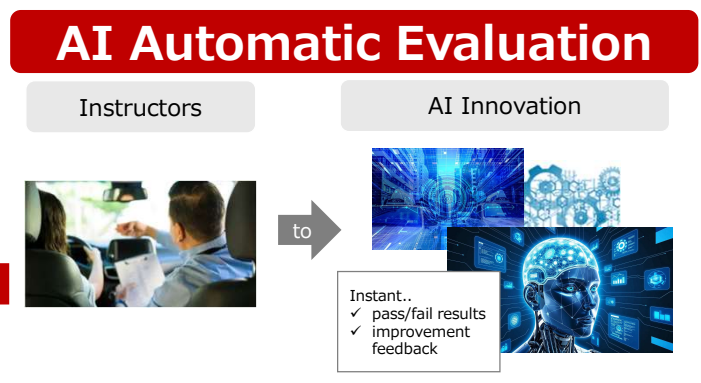 AI Automatic Evaluation
Instructors
AI Innovation
to
Instant..
✓ pass/fail results
✓ improvement
feedback